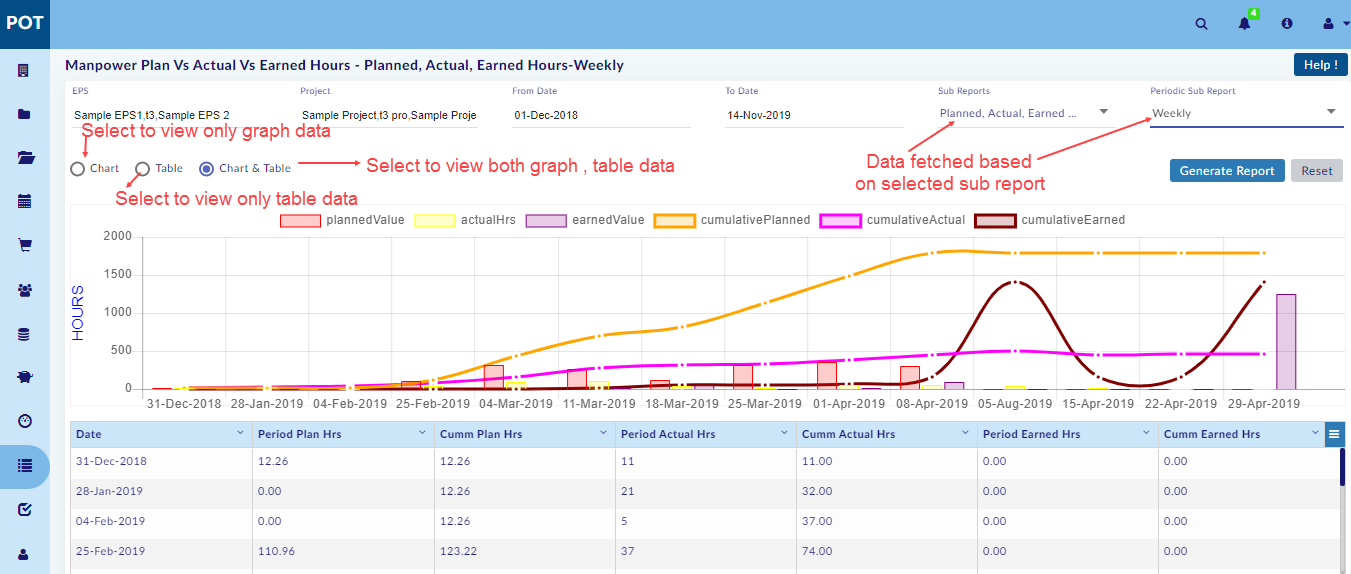 POT
4
Manpower Plan Vs Actual Vs Earned Hours - Planned, Actual, Earned Hours-Weekly
Help !
EPS
Project
From Date
To Date
Sub Reports
Periodic Sub Report
Sample EPS1,t3,Sample EPS 2
Sample Project,t3 pro,Sample Proje
01-Dec-2018
14-Nov-2019
Planned, Actual, Earned ...
Weekly
Select to view only graph data
Chart
Table
Chart & Table
Select to view both graph , table data
Data fetched based
on selected sub report
Generate Report
Reset
Select to view only table data
plannedValue
actualHrs
earnedValue
cumulativePlanned
cumulativeActual
cumulativeEarned
HOURS
2000
1500
1000
500
0
31-Dec-2018
28-Jan-2019
04-Feb-2019
25-Feb-2019
04-Mar-2019
11-Mar-2019
18-Mar-2019
25-Mar-2019
01-Apr-2019
08-Apr-2019
05-Aug-2019
15-Apr-2019
22-Apr-2019
29-Apr-2019
Date Period Plan Hrs Cumm Plan Hrs Period Actual Hrs Cumm Actual Hrs Period Earned Hrs Cumm Earned Hrs
31-Dec-2018 12.26 12.26 11 11.00 0.00 0.00
28-Jan-2019 0.00 12.26 21 32.00 0.00 0.00
04-Feb-2019 0.00 12.26 5 37.00 0.00 0.00
25-Feb-2019 110.96 123.22 37 74.00 0.00 0.00